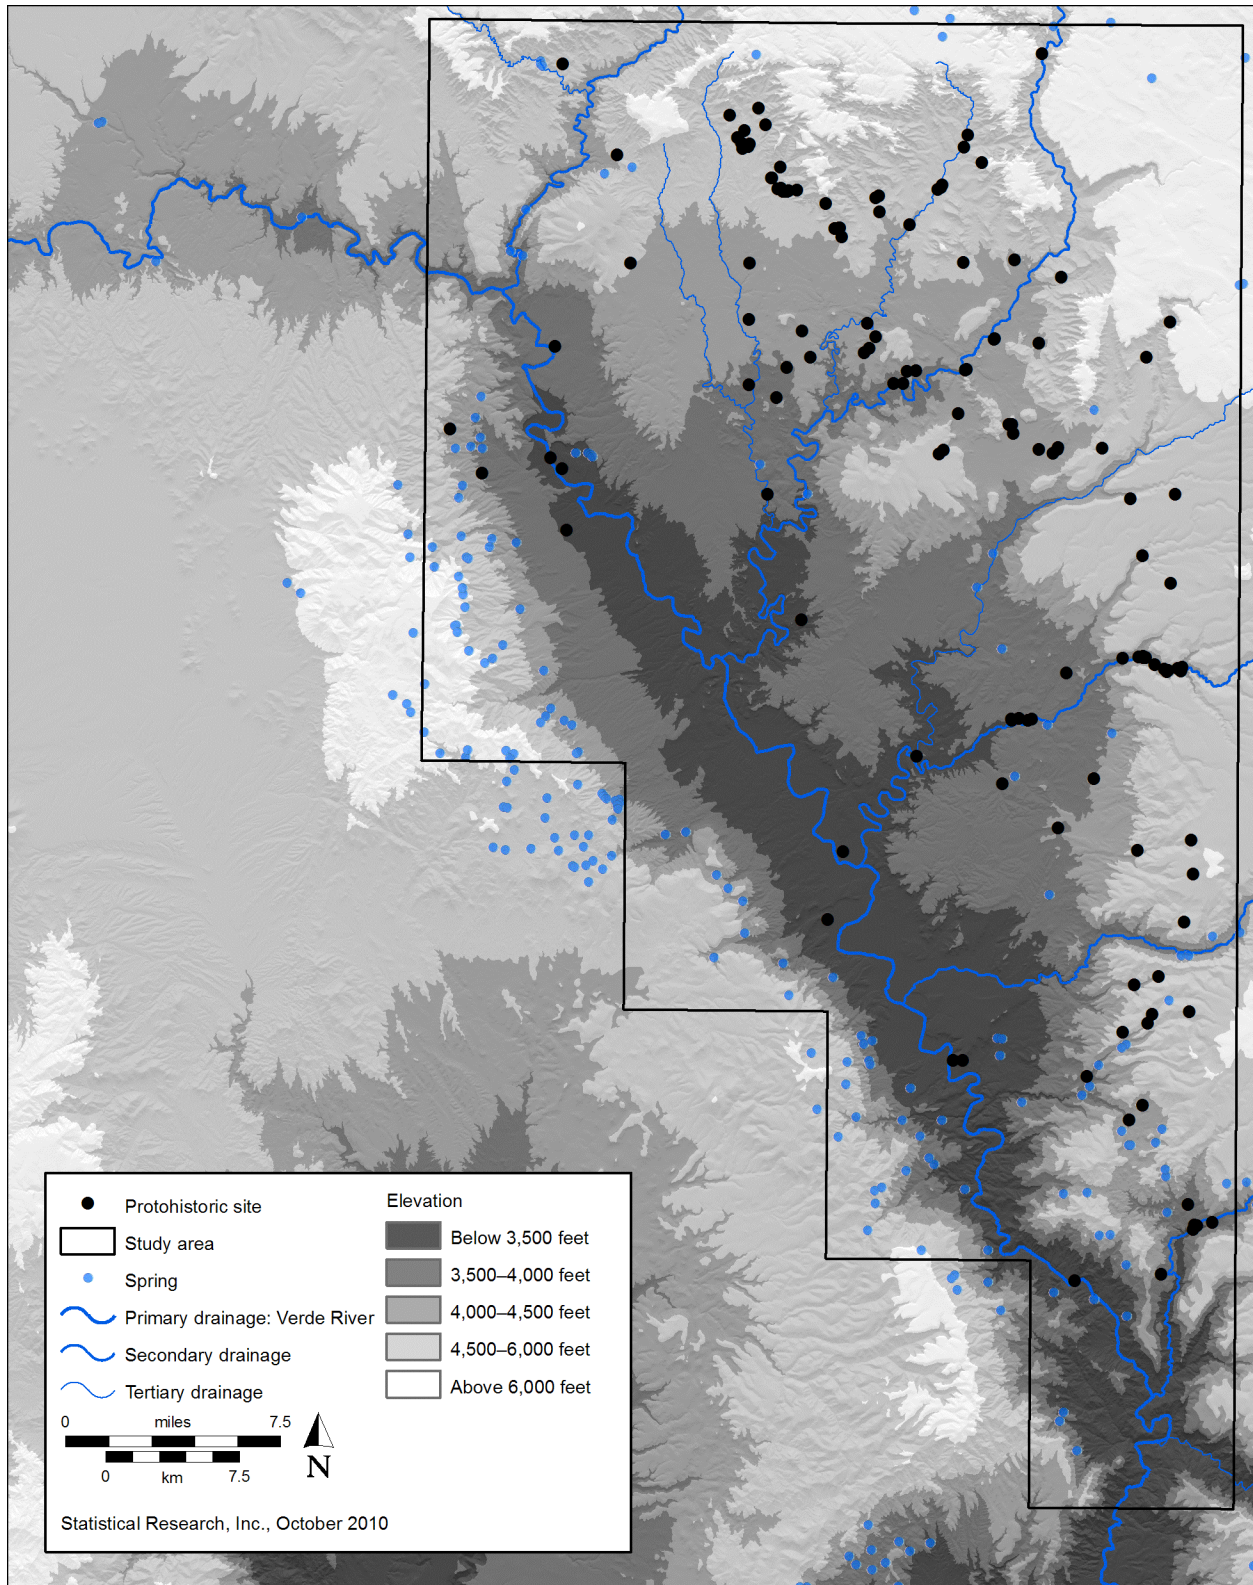 Protohistoric site
Study area
Spring
Primary drainage: Verde River
Secondary drainage
Tertiary drainage
Elevation
Below 3,500 feet
3,500–4,000 feet
4,000–4,500 feet
4,500–6,000 feet
Above 6,000 feet
0 miles 7.5
0 km 7.5
N
Statistical Research, Inc., October 2010